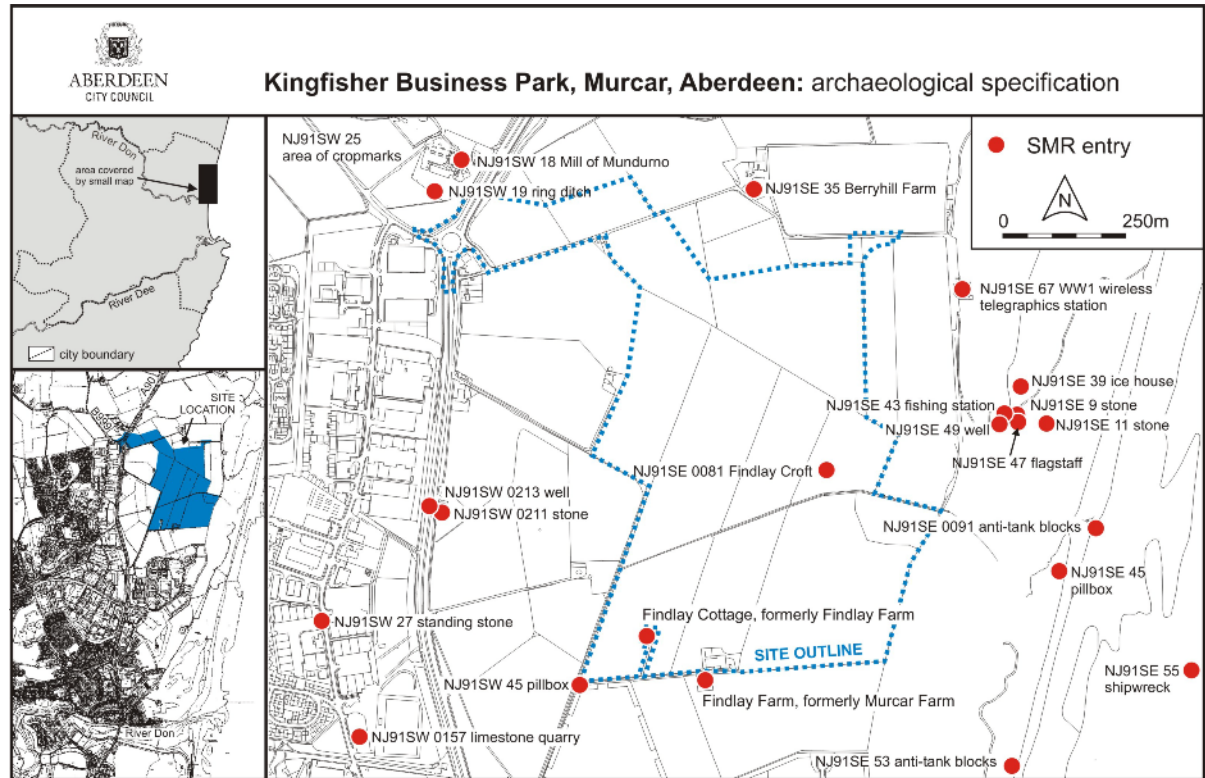 ABERDEEN
CITY COUNCIL
Kingfisher Business Park, Murcar, Aberdeen: archaeological specification
River Don
area covered
by small map
River Dee
city boundary
A90
SITE
LOCATION
River Don
NJ91SW 25
area of cropmarks
NJ91SW 18 Mill of Mundurno
NJ91SW 19 ring ditch
NJ91SE 35 Berryhill Farm
SMR entry
N
0 250m
NJ91SE 67 WW1 wireless
telegraphics station
NJ91SE 39 ice house
NJ91SE 43 fishing station
NJ91SE 9 stone
NJ91SE 49 well
NJ91SE 11 stone
NJ91SE 47 flagstaff
NJ91SE 0081 Findlay Croft
NJ91SW 0213 well
NJ91SW 0211 stone
NJ91SE 0091 anti-tank blocks
NJ91SE 45
pillbox
NJ91SW 27 standing stone
Findlay Cottage, formerly Findlay Farm
SITE OUTLINE
NJ91SE 55
shipwreck
NJ91SW 45 pillbox
Findlay Farm, formerly Murcar Farm
NJ91SW 0157 limestone quarry
NJ91SE 53 anti-tank blocks